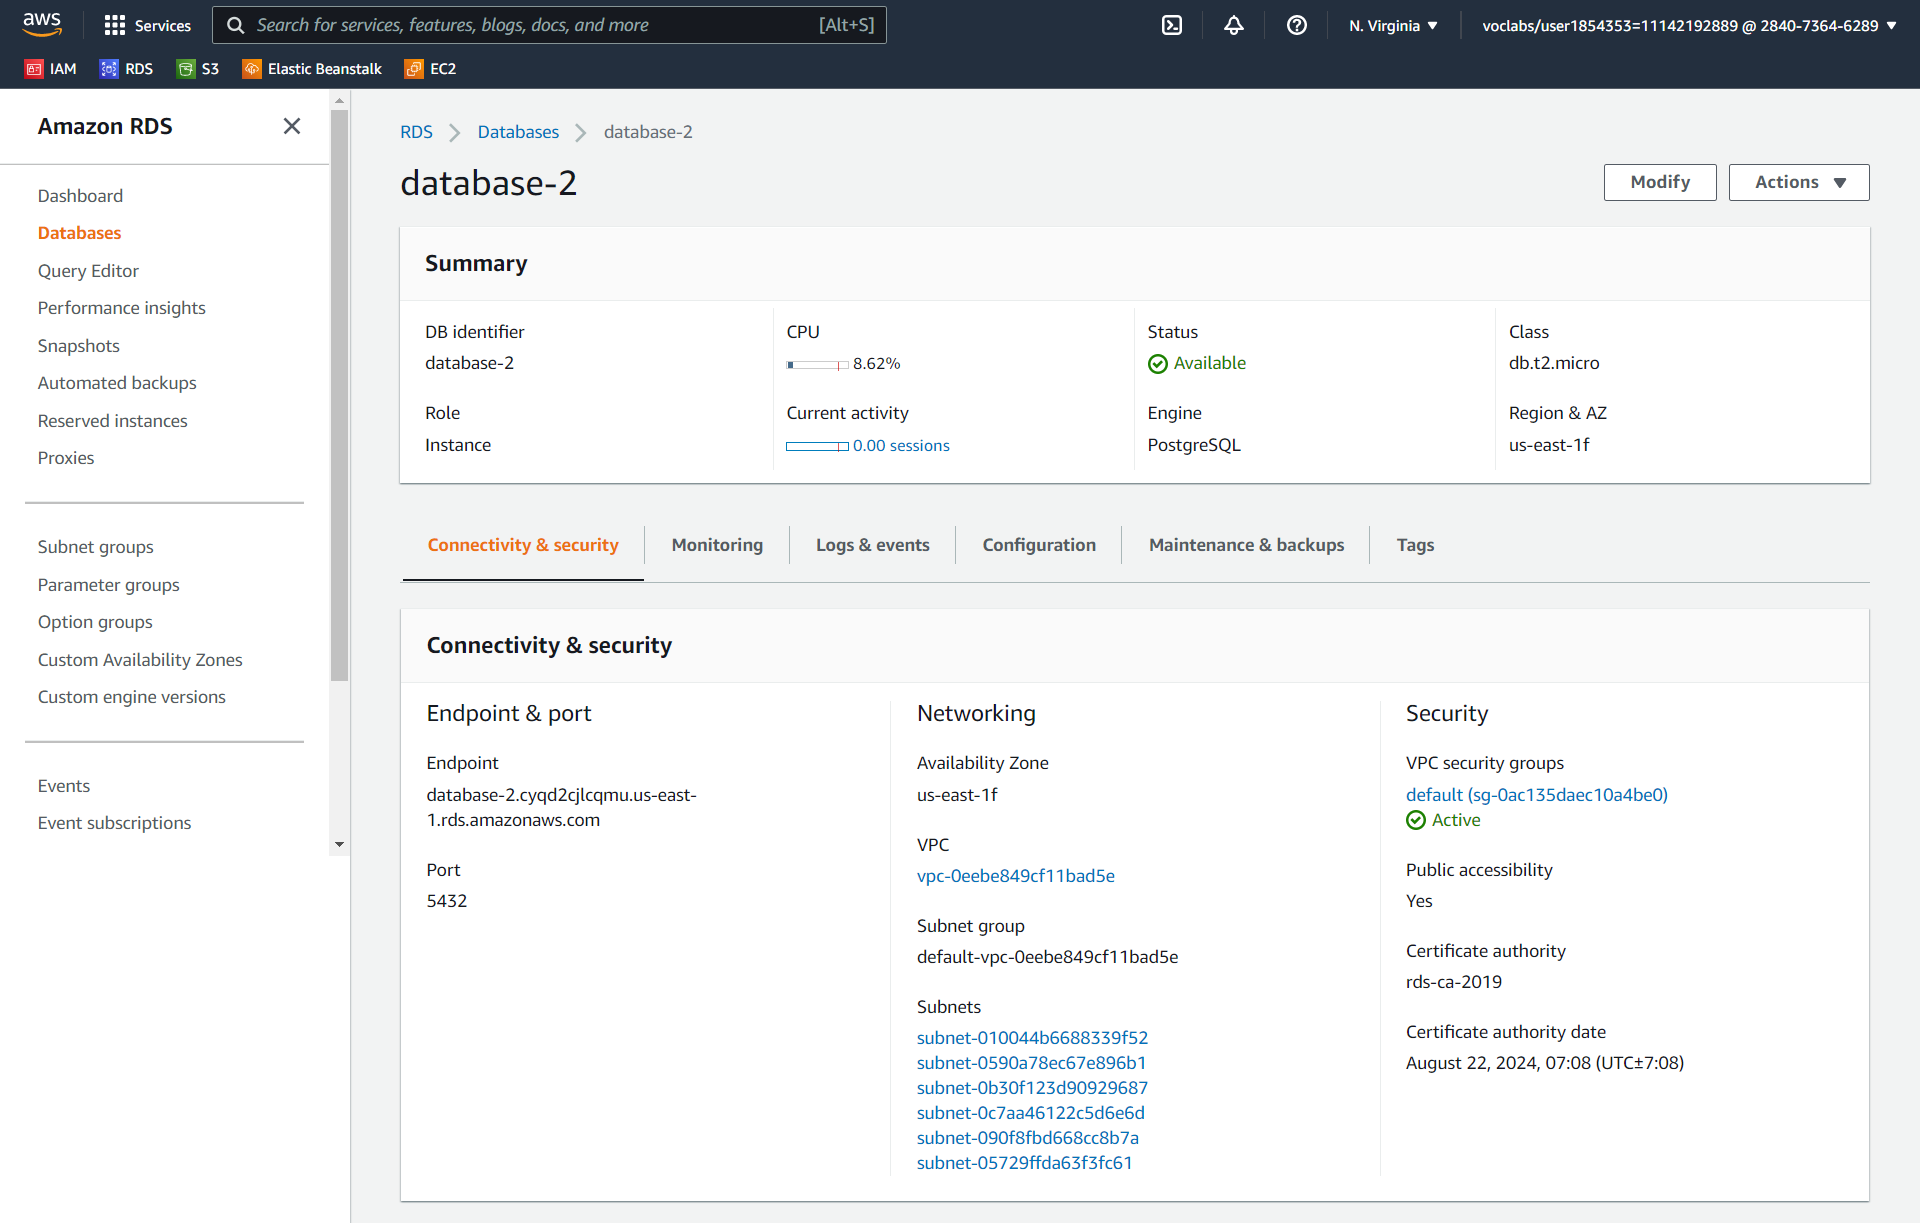 aws
Services
Search for services, features, blogs, docs, and more [Alt+S]
N. Virginia
voclabs/user1854353=11142192889 @ 2840-7364-6289
IAM
RDS
S3
Elastic Beanstalk
EC2
Amazon RDS
Dashboard
Databases
Query Editor
Performance insights
Snapshots
Automated backups
Reserved instances
Proxies
Subnet groups
Parameter groups
Option groups
Custom Availability Zones
Custom engine versions
Events
Event subscriptions
RDS > Databases > database-2
database-2
Modify
Actions
Summary
DB identifier
database-2
CPU
8.62%
Status
Available
Class
db.t2.micro
Role
Instance
Current activity
0.00 sessions
Engine
PostgreSQL
Region & AZ
us-east-1f
Connectivity & security
Monitoring
Logs & events
Configuration
Maintenance & backups
Tags
Connectivity & security
Endpoint & port
Endpoint
database-2.cyqd2cjlcqmu.us-east-
1.rds.amazonaws.com
Port
5432
Networking
Availability Zone
us-east-1f
VPC
vpc-0eebe849cf11bad5e
Subnet group
default-vpc-0eebe849cf11bad5e
Subnets
subnet-010044b6688339f52
subnet-0590a78ec67e896b1
subnet-0b30f123d90929687
subnet-0c7aa46122c5d6e6d
subnet-090f8fbd668cc8b7a
subnet-05729ffda63f3fc61
Security
VPC security groups
default (sg-0ac135daec10a4be0)
Active
Public accessibility
Yes
Certificate authority
rds-ca-2019
Certificate authority date
August 22, 2024, 07:08 (UTC±7:08)